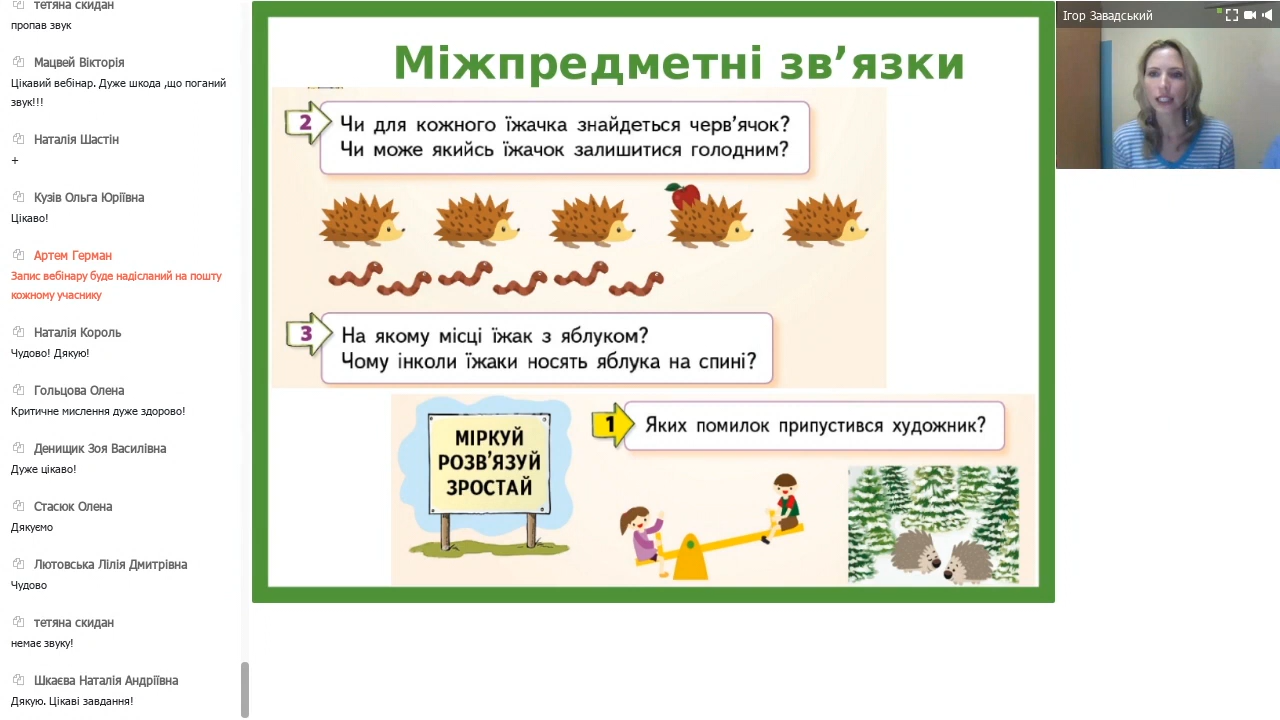 тетяна скидан
пропав звук
Мацвей Вікторія
Цікавий вебінар. Дуже шкода ,що поганий
звук!!!
Наталія Шастін
+
Кузів Ольга Юріївна
Цікаво!
Артем Герман
Запис вебінару буде надісланий на пошту
кожному учаснику
Наталія Король
Чудово! Дякую!
Гольцова Олена
Критичне мислення дуже здорово!
Денищик Зоя Василівна
Дуже цікаво!
Стасюк Олена
Дякуємо
Лютовська Лілія Дмитрівна
Чудово
тетяна скидан
немає звуку!
Шкаєва Наталія Андріївна
Дякую. Цікаві завдання!
Міжпредметні зв’язки
2
Чи для кожного їжачка знайдеться черв’ячок?
Чи може якийсь їжачок залишитися голодним?
3
На якому місці їжак з яблуком?
Чому інколи їжаки носять яблука на спині?
МІРКУЙ
РОЗВ’ЯЗУЙ
ЗРОСТАЙ
1
Яких помилок припустився художник?
Ігор Завадський